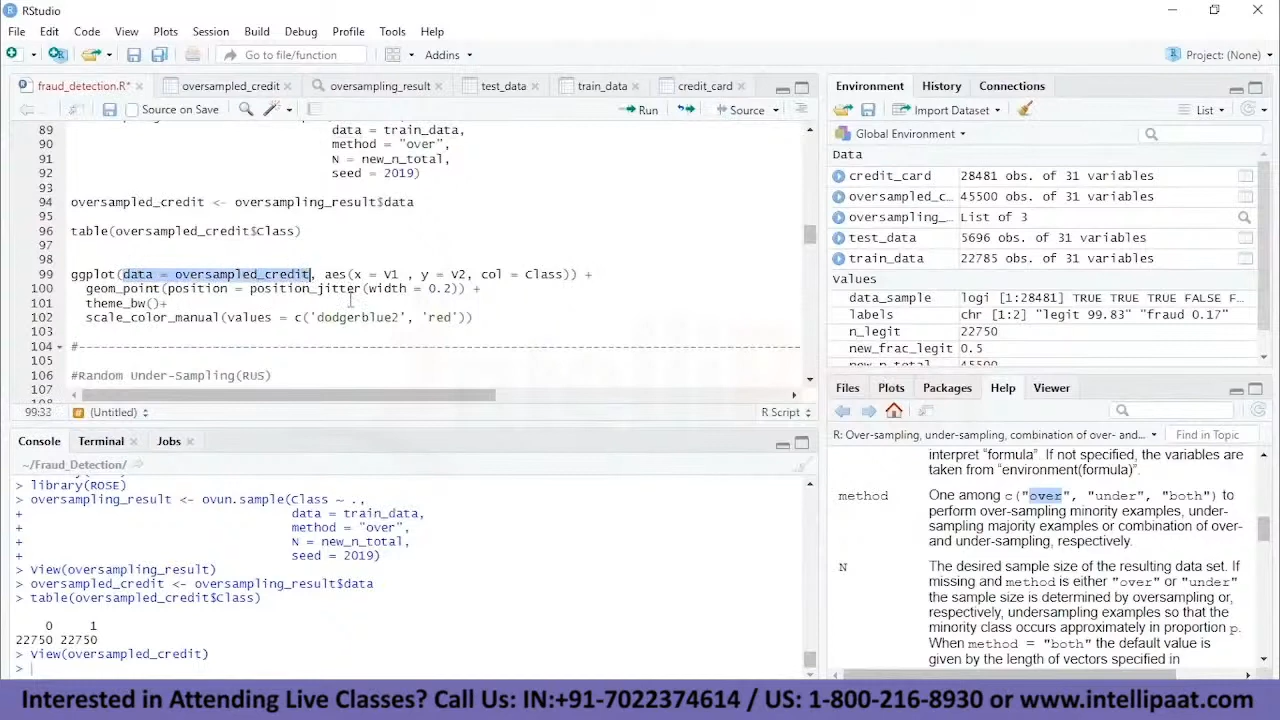 RStudio
File Edit Code View Plots Session Build Debug Profile Tools Help
Go to file/function Addins Project: (None)
fraud_detection.R* oversampled_credit oversampling_result test_data train_data credit_card
Source on Save Run Source
89
90 data = train_data,
91 method = "over",
92 N = new_n_total,
93 seed = 2019)
94 oversampled_credit <- oversampling_result$data
95
96 table(oversampled_credit$Class)
97
98
99 ggplot(data = oversampled_credit, aes(x = V1 , y = V2, col = Class)) +
100 geom_point(position = position_jitter(width = 0.2)) +
101 theme_bw()+
102 scale_color_manual(values = c('dodgerblue2', 'red'))
103
104 #--------------------------------------------------------------
105
106 #Random Under-Sampling(RUS)
107
99:33 (Untitled) R Script
Console Terminal Jobs
~/Fraud_Detection/
> library(ROSE)
> oversampling_result <- ovun.sample(Class ~ .,
+ data = train_data,
+ method = "over",
+ N = new_n_total,
+ seed = 2019)
> View(oversampling_result)
> oversampled_credit <- oversampling_result$data
> table(oversampled_credit$Class)
0 1
22750 22750
> View(oversampled_credit)
>
Environment History Connections
Import Dataset List
Global Environment
Data
credit_card 28481 obs. of 31 variables
oversampled_c… 45500 obs. of 31 variables
oversampling_… List of 3
test_data 5696 obs. of 31 variables
train_data 22785 obs. of 31 variables
values
data_sample logi [1:28481] TRUE TRUE TRUE FALSE F…
labels chr [1:2] "legit 99.83" "fraud 0.17"
n_legit 22750
new_frac_legit 0.5
new_n_total 45500
Files Plots Packages Help Viewer
R: Over-sampling, under-sampling, combination of over- and... Find in Topic
interpret "formula". If not specified, the variables are
taken from "environment(formula)".
method One among c("over", "under", "both") to
perform over-sampling minority examples, under-
sampling majority examples or combination of over-
and under-sampling, respectively.
N The desired sample size of the resulting data set. If
missing and method is either "over" or "under"
the sample size is determined by oversampling or,
respectively, undersampling examples so that the
minority class occurs approximately in proportion p.
When method = "both" the default value is
given by the length of vectors specified in
Interested in Attending Live Classes? Call Us: IN:+91-7022374614 / US: 1-800-216-8930 or www.intellipaat.com